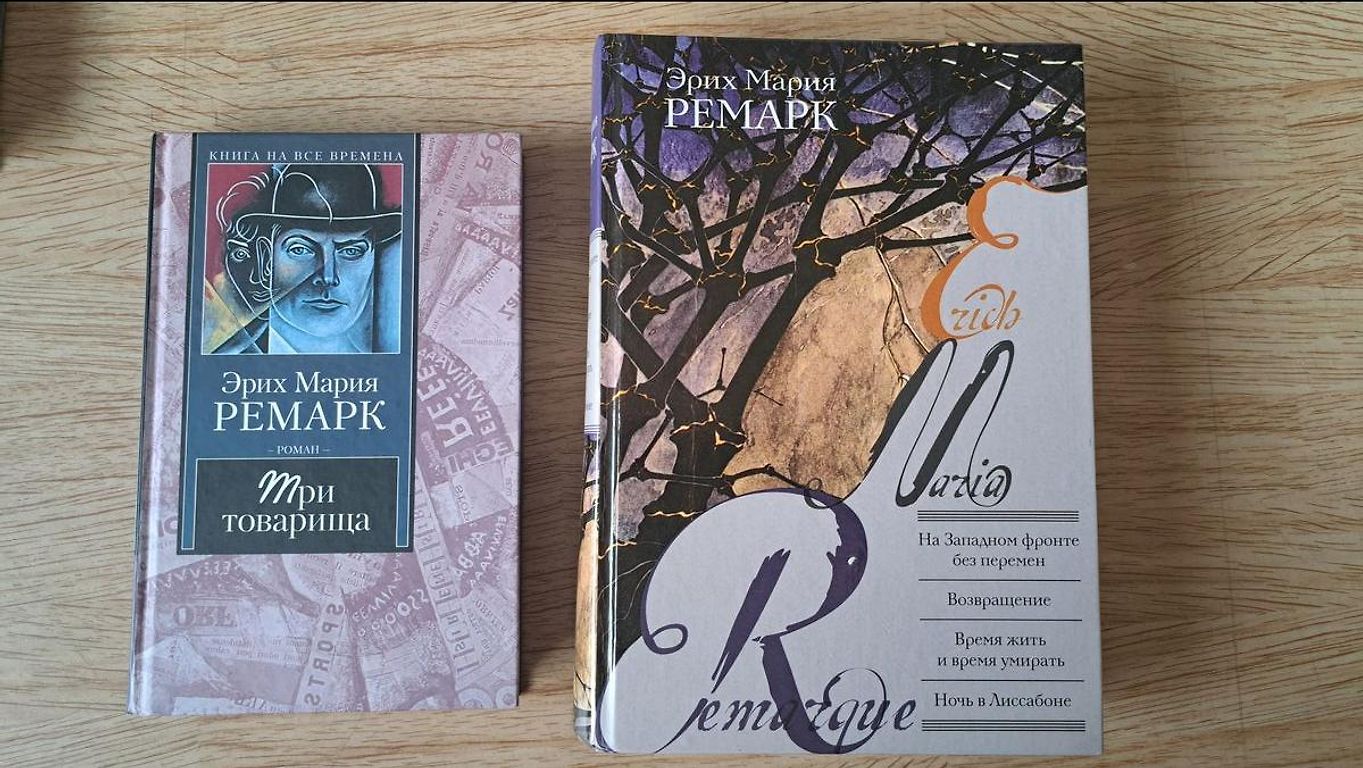 КНИГА НА ВСЕ ВРЕМЕНА
Эрих Мария
РЕМАРК
– РОМАН –
Три
товарища
Эрих Мария
РЕМАРК
Erich
Maria
Remarque
На Западном фронте
без перемен
Возвращение
Время жить
и время умирать
Ночь в Лиссабоне